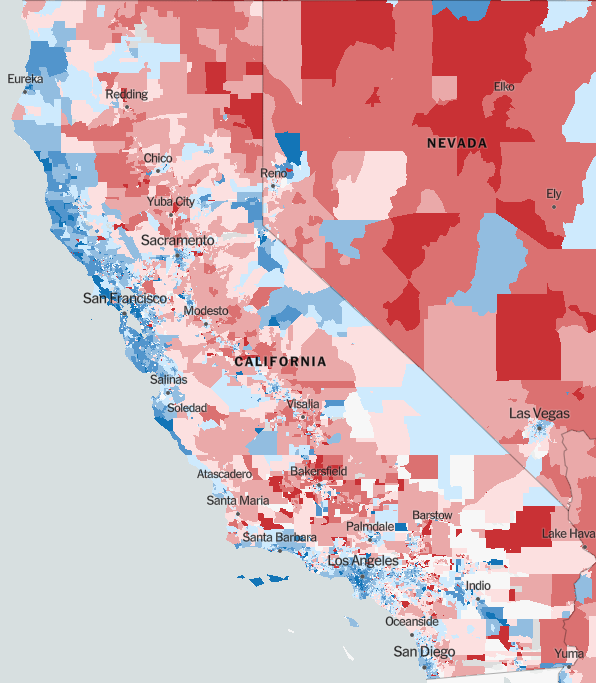 Eureka
Redding
Elko
NEVADA
Chico
Reno
Ely
Yuba City
Sacramento
San Francisco
Modesto
CALIFORNIA
Salinas
Visalia
Soledad
Las Vegas
Atascadero
Bakersfield
Santa Maria
Barstow
Palmdale
Santa Barbara
Lake Hava
Los Angeles
Indio
Oceanside
San Diego
Yuma